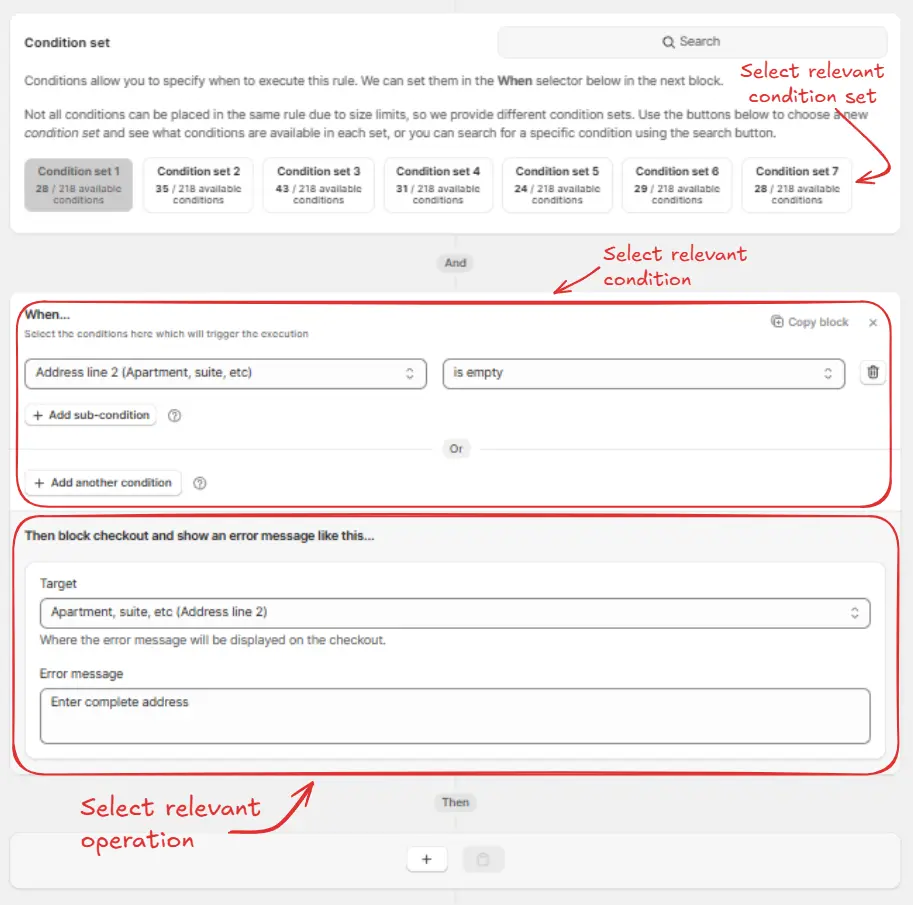 Condition set
Search
Conditions allow you to specify when to execute this rule. We can set them in the When selector below in the next block.
Select relevant
condition set
Not all conditions can be placed in the same rule due to size limits, so we provide different condition sets. Use the buttons below to choose a new
condition set and see what conditions are available in each set, or you can search for a specific condition using the search button.
Condition set 1
28 / 218 available
conditions
Condition set 2
35 / 218 available
conditions
Condition set 3
43 / 218 available
conditions
Condition set 4
31 / 218 available
conditions
Condition set 5
24 / 218 available
conditions
Condition set 6
29 / 218 available
conditions
Condition set 7
28 / 218 available
conditions
And
Select relevant
condition
When...
Select the conditions here which will trigger the execution
Copy block
Address line 2 (Apartment, suite, etc)
is empty
+ Add sub-condition
Or
+ Add another condition
Then block checkout and show an error message like this...
Target
Apartment, suite, etc (Address line 2)
Where the error message will be displayed on the checkout.
Error message
Enter complete address
Select relevant
operation
Then
+